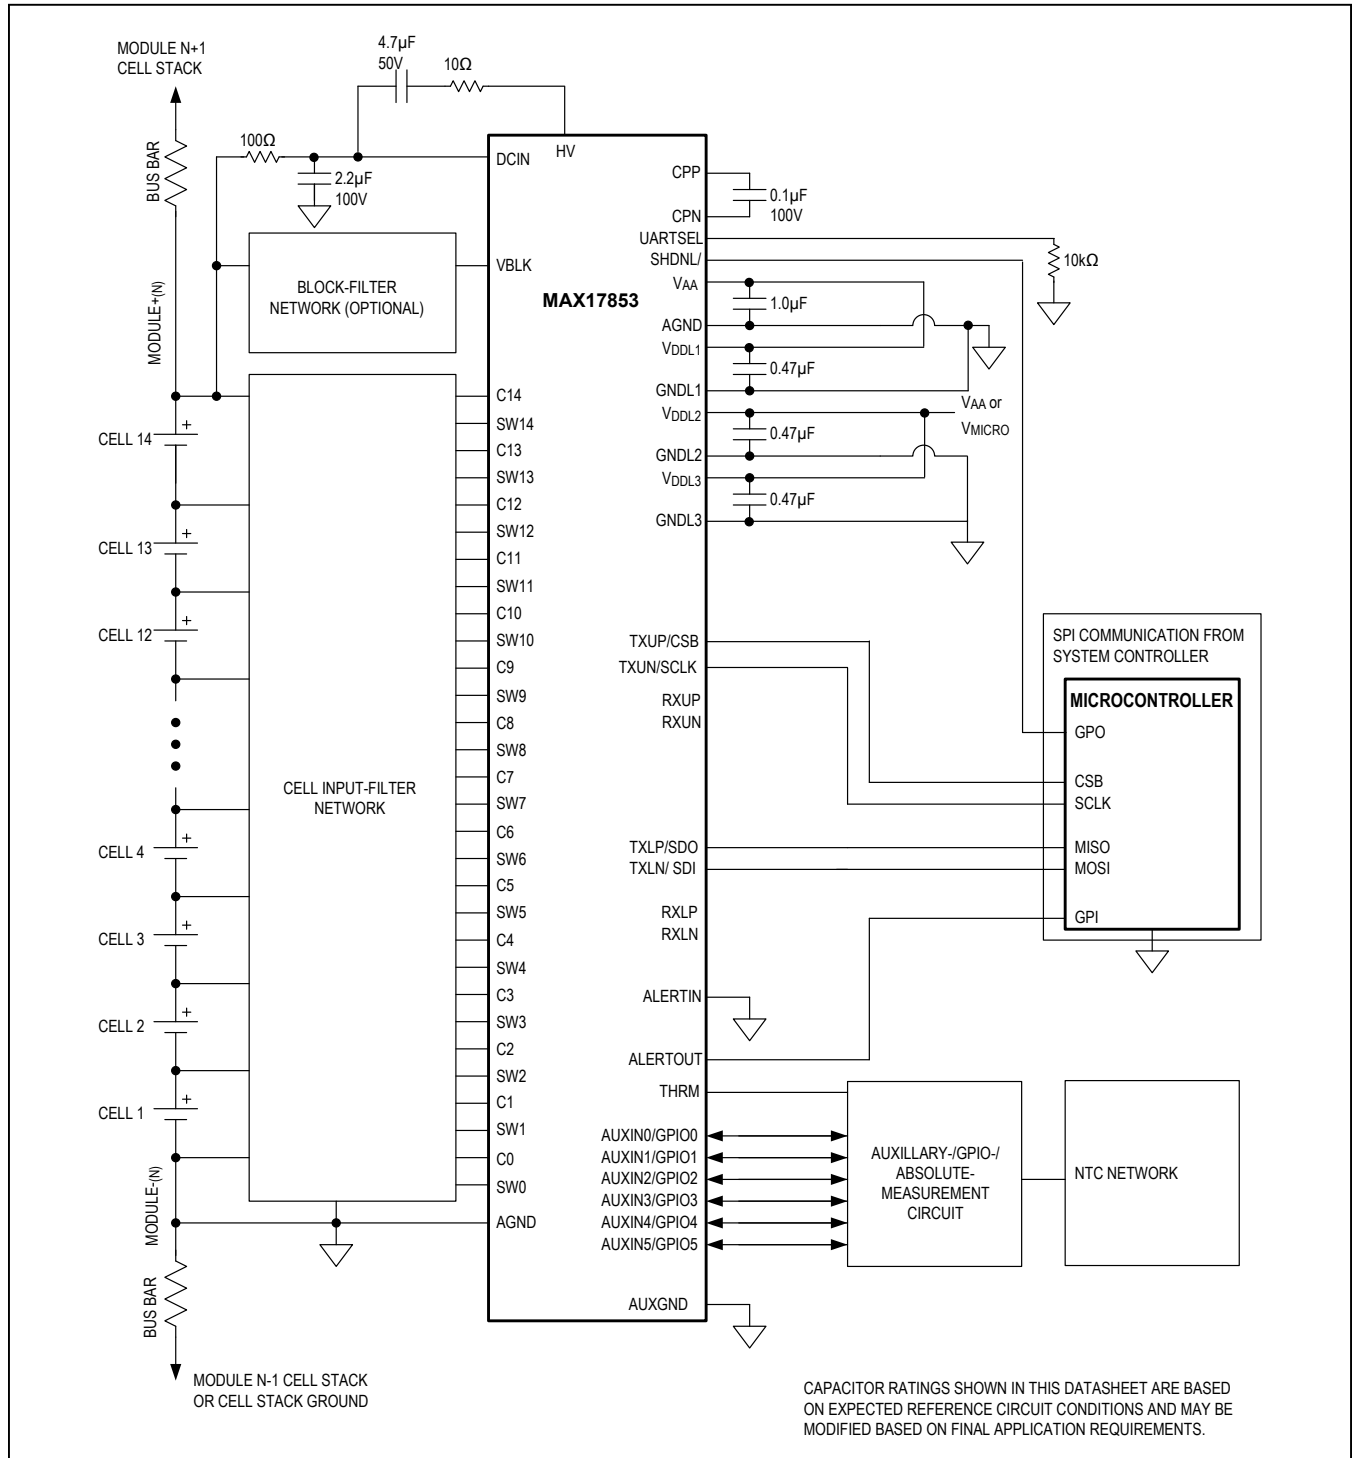 MODULE N+1
CELL STACK
4.7µF
50V
10Ω
100Ω
2.2µF
100V
BUS BAR
MODULE+(N)
BLOCK-FILTER
NETWORK (OPTIONAL)
CELL INPUT-FILTER
NETWORK
CELL 14
+
CELL 13
+
CELL 12
+
CELL 4
+
CELL 3
+
CELL 2
+
CELL 1
+
MODULE-(N)
BUS BAR
MODULE N-1 CELL STACK
OR CELL STACK GROUND
HV
DCIN
VBLK
MAX17853
C14
SW14
C13
SW13
C12
SW12
C11
SW11
C10
SW10
C9
SW9
C8
SW8
C7
SW7
C6
SW6
C5
SW5
C4
SW4
C3
SW3
C2
SW2
C1
SW1
C0
SW0
AGND
CPP
CPN
UARTSEL
SHDNL/
VAA
AGND
VDDL1
GNDL1
VDDL2
GNDL2
VDDL3
GNDL3
TXUP/CSB
TXUN/SCLK
RXUP
RXUN
TXLP/SDO
TXLN/ SDI
RXLP
RXLN
ALERTIN
ALERTOUT
THRM
AUXIN0/GPIO0
AUXIN1/GPIO1
AUXIN2/GPIO2
AUXIN3/GPIO3
AUXIN4/GPIO4
AUXIN5/GPIO5
AUXGND
0.1µF
100V
10kΩ
1.0µF
0.47µF
VAA or
VMICRO
0.47µF
0.47µF
SPI COMMUNICATION FROM
SYSTEM CONTROLLER
MICROCONTROLLER
GPO
CSB
SCLK
MISO
MOSI
GPI
AUXILLARY-/GPIO-/
ABSOLUTE-
MEASUREMENT
CIRCUIT
NTC NETWORK
CAPACITOR RATINGS SHOWN IN THIS DATASHEET ARE BASED
ON EXPECTED REFERENCE CIRCUIT CONDITIONS AND MAY BE
MODIFIED BASED ON FINAL APPLICATION REQUIREMENTS.